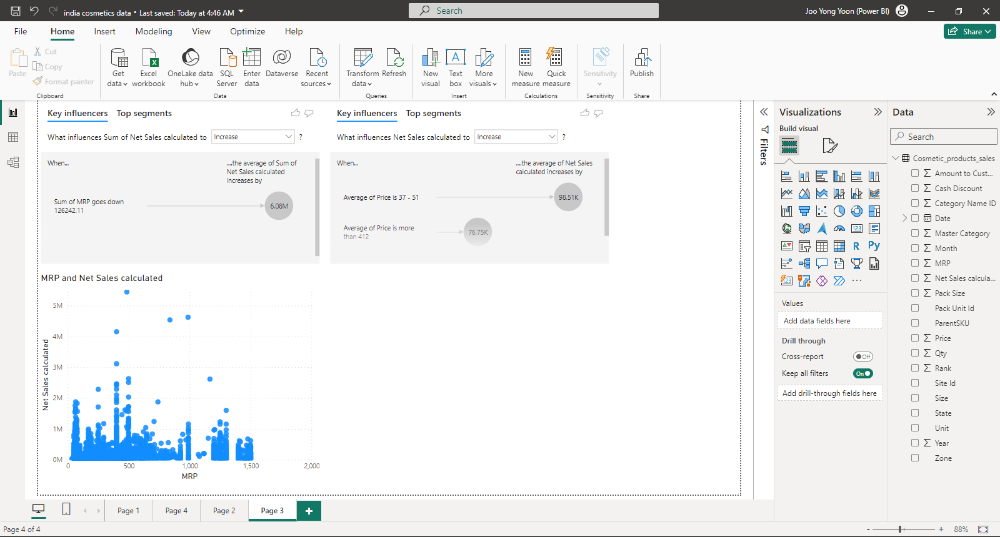 india cosmetics data • Last saved: Today at 4:46 AM
Search
Joo Yong Yoon (Power BI)
File
Home
Insert
Modeling
View
Optimize
Help
Share
Paste
Cut
Copy
Format painter
Get data
Excel workbook
OneLake data hub
SQL Server
Enter data
Dataverse
Recent sources
Transform data
Refresh
New visual
A
Text box
More visuals
New measure
Quick measure
Sensitivity
Publish
Clipboard
Data
Queries
Insert
Calculations
Sensitivity
Share
Key influencers
Top segments
What influences Sum of Net Sales calculated to
Increase
?
When...
....the average of Sum of
Net Sales calculated
increases by
Sum of MRP goes down
126242.11
6.08M
Key influencers
Top segments
What influences Net Sales calculated to
Increase
?
When...
....the average of Net Sales
calculated increases by
Average of Price is 37 - 51
98.51K
Average of Price is more
than 412
76.75K
MRP and Net Sales calculated
Net Sales calculated
5M
4M
3M
2M
1M
0M
0
500
1,000
1,500
2,000
MRP
Filters
Visualizations
Build visual
123
R
Py
123
Values
Add data fields here
Drill through
Cross-report
Off
Keep all filters
On
Add drill-through fields here
Data
Search
Cosmetic_products_sales
Σ Amount to Cust...
Σ Cash Discount
Σ Category Name ID
Date
Σ Master Category
Σ Month
Σ MRP
Σ Net Sales calcula...
Σ Pack Size
Pack Unit Id
ParentSKU
Σ Price
Σ Qty
Σ Rank
Site Id
Size
State
Unit
Σ Year
Zone
Page 1
Page 4
Page 2
Page 3
+
Page 4 of 4
- + 88%